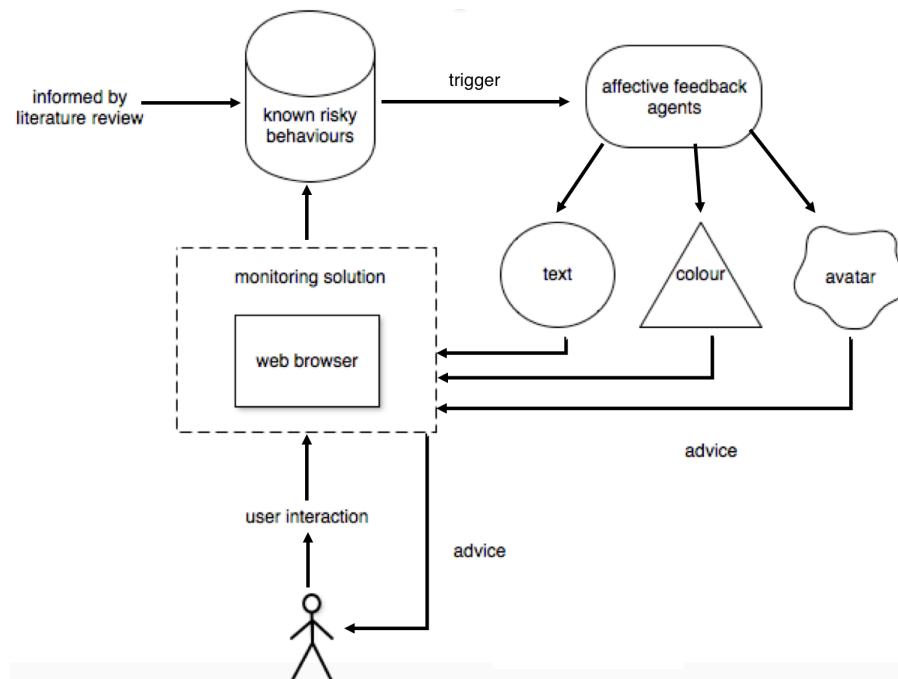 trigger
affective feedback
agents
informed by
literature review
known risky
behaviours
monitoring solution
text
colour
avatar
web browser
advice
user interaction
advice